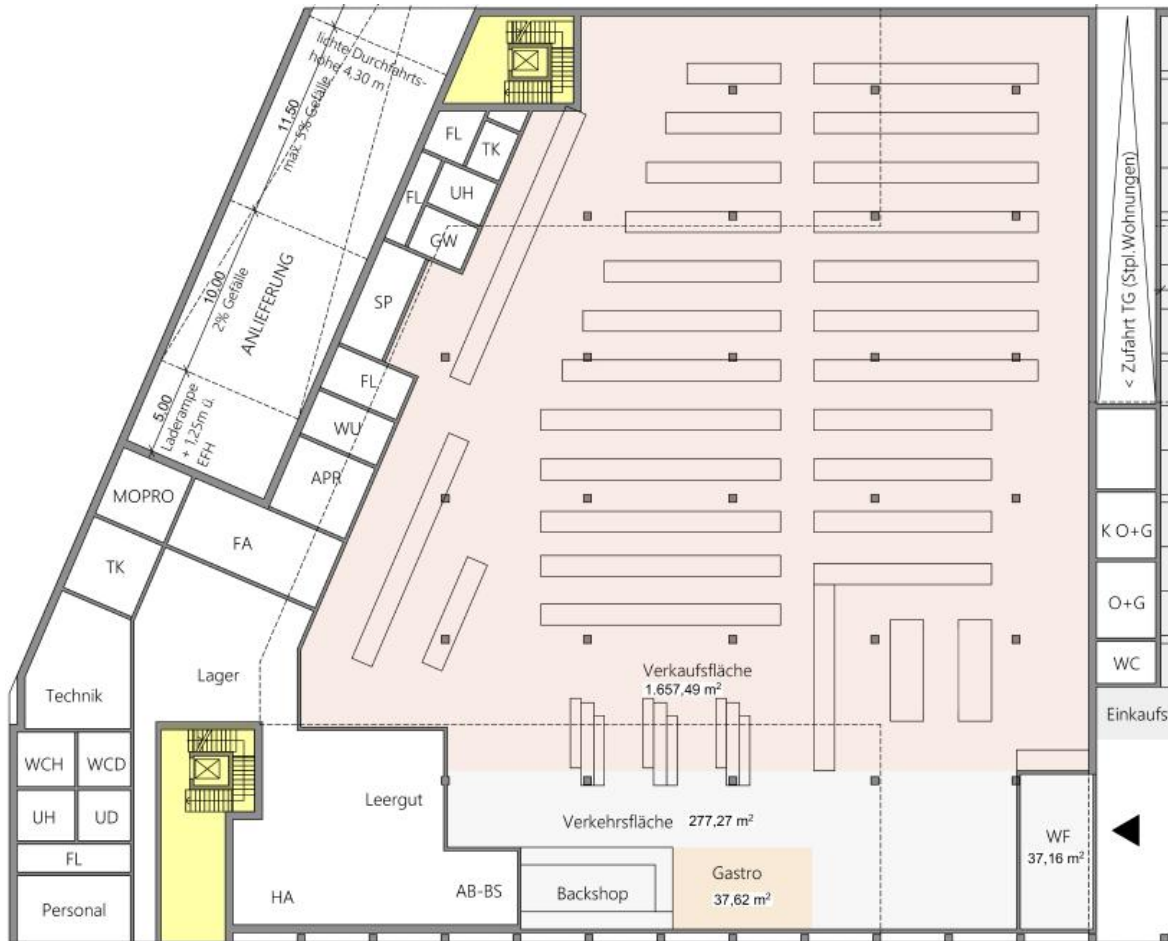 lichte Durchfahrts-
höhe 4,30 m
11.50
max. 5% Gefälle
10.00
2% Gefälle
ANLIEFERUNG
5.00
Laderampe
+ 1,25m ü.
EFH
FL
TK
FL
UH
GW
SP
FL
WU
APR
MOPRO
FA
TK
Lager
Technik
WCH
WCD
UH
UD
FL
Personal
Leergut
HA
AB-BS
Verkaufsfläche
1.657,49 m²
Verkehrsfläche 277,27 m²
Backshop
Gastro
37,62 m²
WF
37,16 m²
< Zufahrt TG (Stpl.Wohnungen)
K O+G
O+G
WC
Einkaufs